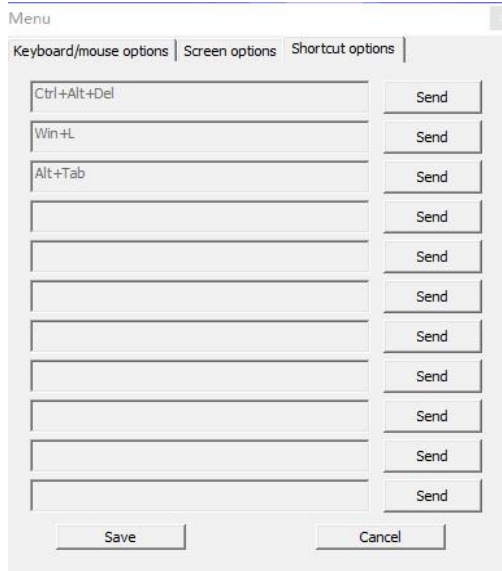 Menu
Keyboard/mouse options Screen options Shortcut options
Ctrl+Alt+Del Send
Win+L Send
Alt+Tab Send
Send
Send
Send
Send
Send
Send
Send
Send
Save Cancel